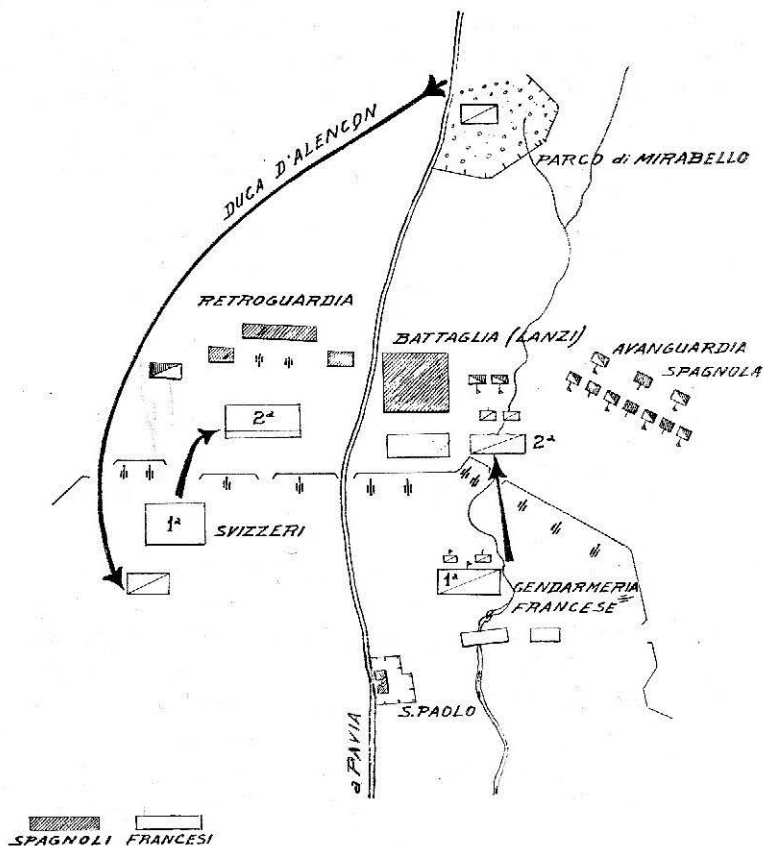 DUCA D'ALENCON
PARCO di MIRABELLO
RETROGUARDIA
BATTAGLIA (LANZI)
AVANGUARDIA
SPAGNOLA
2ª
2ª
1ª
SVIZZERI
1ª
GENDARMERIA
FRANCESE
S.PAOLO
a PAVIA
SPAGNOLI
FRANCESI